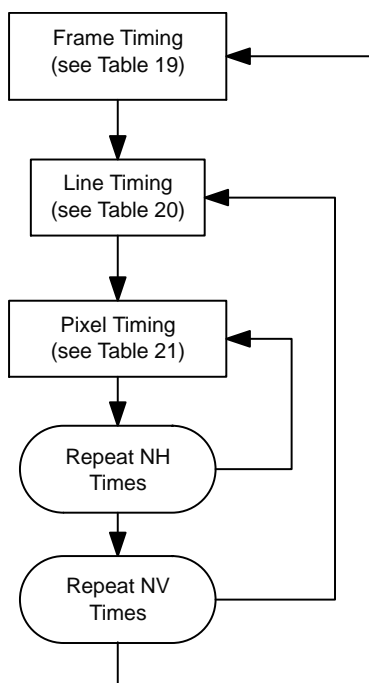 Frame Timing
(see Table 19)
Line Timing
(see Table 20)
Pixel Timing
(see Table 21)
Repeat NH
Times
Repeat NV
Times